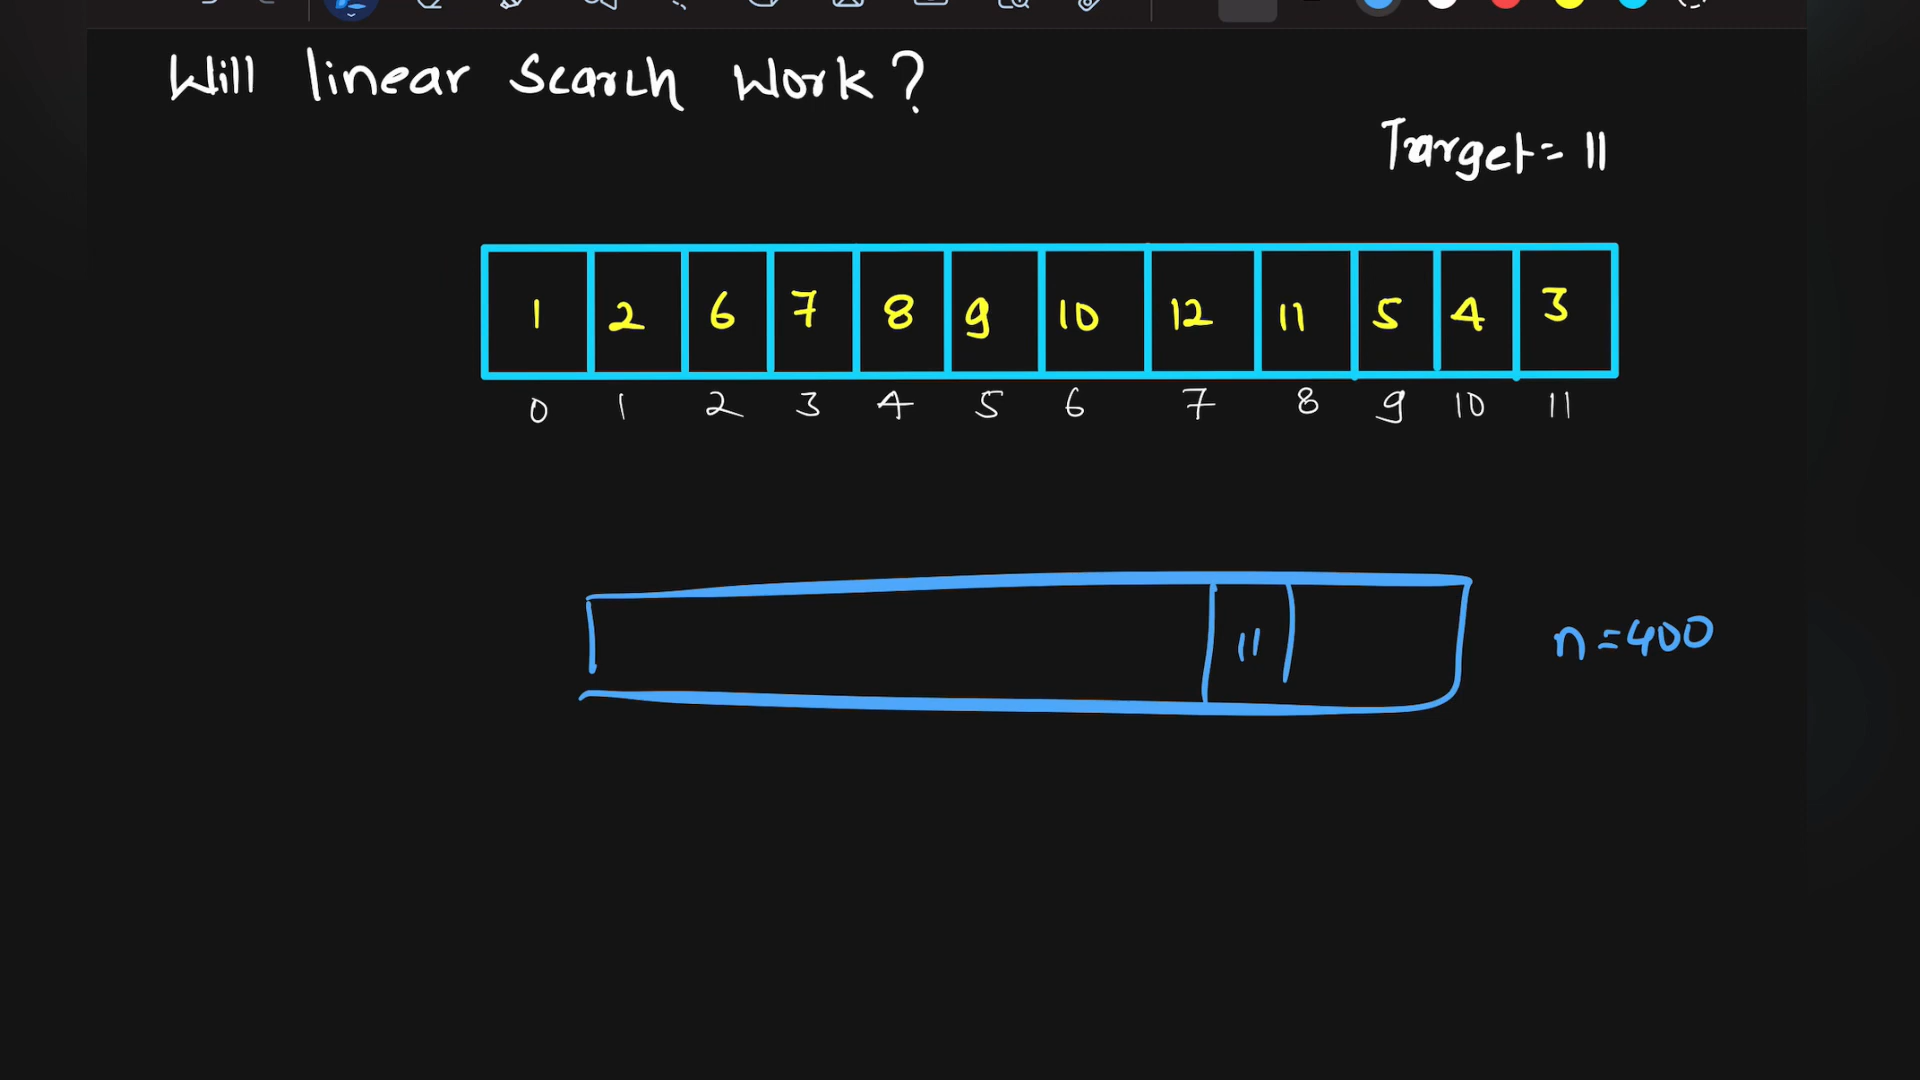 Will linear Search Work?
Target = 11
1 2 6 7 8 9 10 12 11 5 4 3
0 1 2 3 4 5 6 7 8 9 10 11
11
n = 400